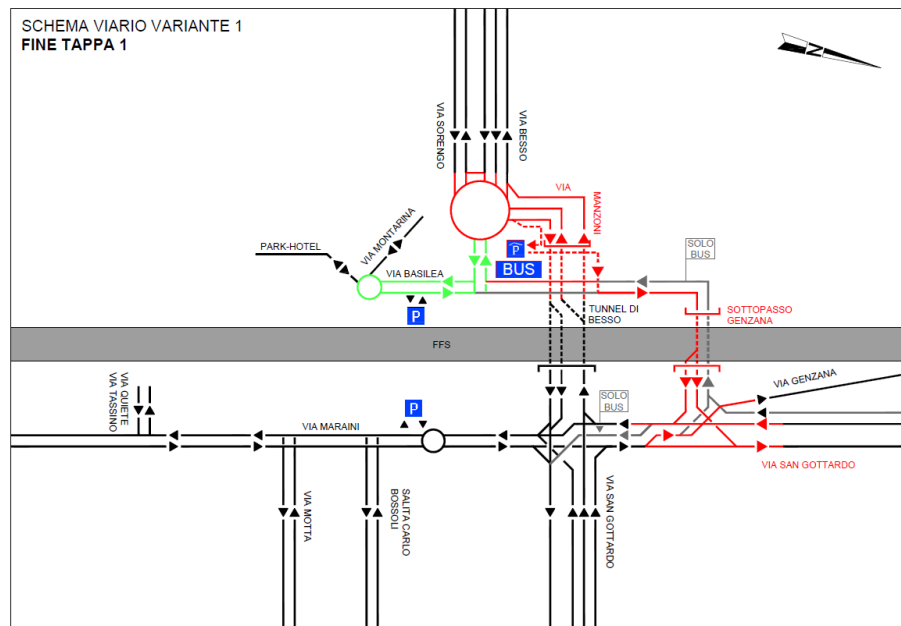 SCHEMA VIARIO VARIANTE 1
FINE TAPPA 1
N
VIA SORENGO
VIA BESSO
VIA
MANZONI
PARK-HOTEL
VIA MONTARINA
P
SOLO
BUS
BUS
VIA BASILEA
P
TUNNEL DI
BESSO
SOTTOPASSO
GENZANA
FFS
VIA GENZANA
VIA QUIETE
VIA TASSINO
SOLO
BUS
P
VIA MARAINI
VIA SAN GOTTARDO
VIA MOTTA
SALITA CARLO
BOSSOLI
VIA SAN GOTTARDO